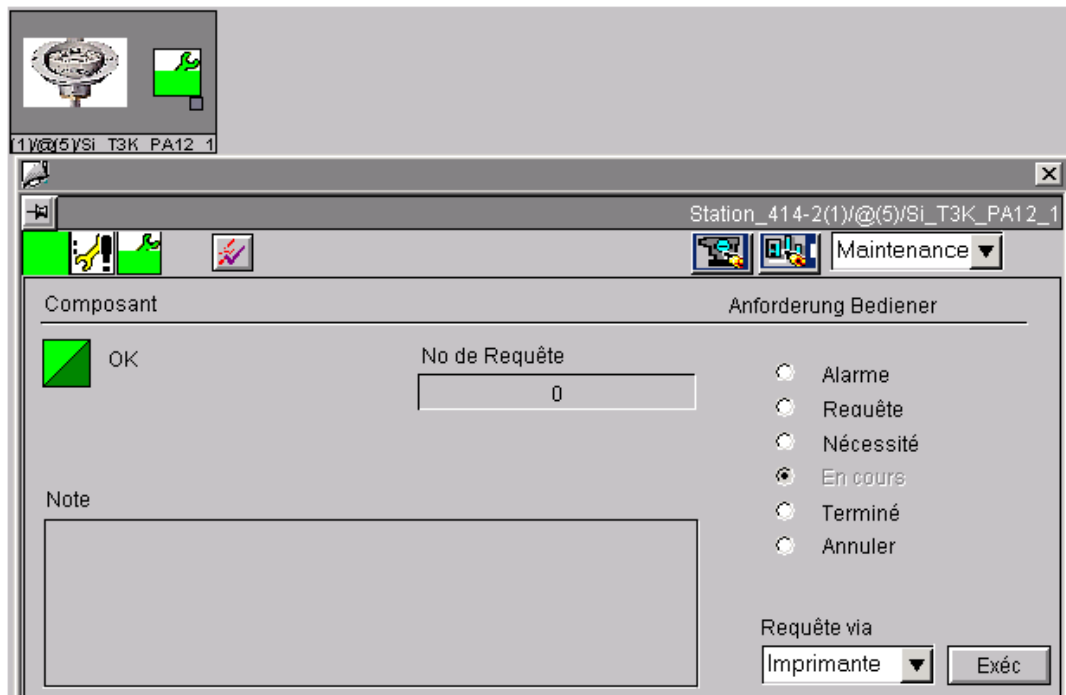 (1)/@(5)/Si_T3K_PA12_1
Station_414-2(1)/@(5)/Si_T3K_PA12_1
Maintenance
Composant
Anforderung Bediener
OK
No de Requête
0
Alarme
Requête
Nécessité
En cours
Terminé
Annuler
Note
Requête via
Imprimante
Exéc